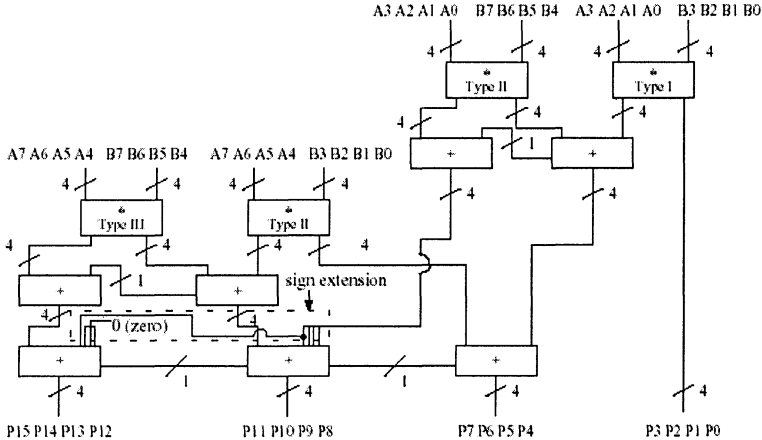 A3 A2 A1 A0 B7 B6 B5 B4 A3 A2 A1 A0 B3 B2 B1 B0
4 4 4 4
* *
Type II Type I
4 4 4
+ 1 +
A7 A6 A5 A4 B7 B6 B5 B4 A7 A6 A5 A4 B3 B2 B1 B0
4 4 4 4
4 4
* *
Type III Type II
4 4 4 4
+ 1 +
sign extension
4 4
0 (zero)
+ + +
1 1
4 4 4 4
P15 P14 P13 P12 P11 P10 P9 P8 P7 P6 P5 P4 P3 P2 P1 P0